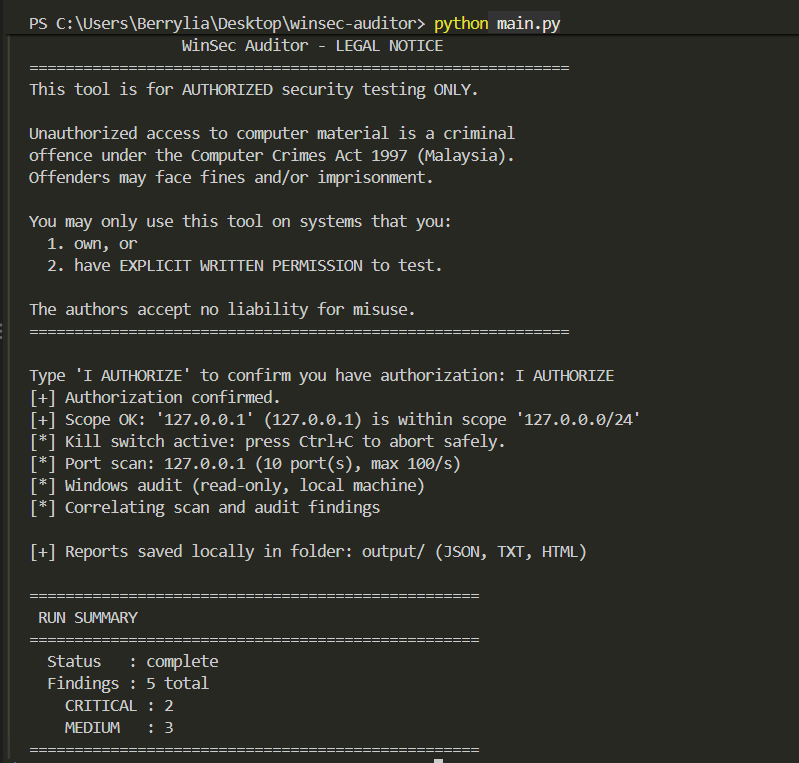 PS C:\Users\Berrylia\Desktop\winsec-auditor> python main.py
WinSec Auditor - LEGAL NOTICE
============================================================
This tool is for AUTHORIZED security testing ONLY.
Unauthorized access to computer material is a criminal
offence under the Computer Crimes Act 1997 (Malaysia).
Offenders may face fines and/or imprisonment.
You may only use this tool on systems that you:
1. own, or
2. have EXPLICIT WRITTEN PERMISSION to test.
The authors accept no liability for misuse.
============================================================
Type 'I AUTHORIZE' to confirm you have authorization: I AUTHORIZE
[+] Authorization confirmed.
[+] Scope OK: '127.0.0.1' (127.0.0.1) is within scope '127.0.0.0/24'
[*] Kill switch active: press Ctrl+C to abort safely.
[*] Port scan: 127.0.0.1 (10 port(s), max 100/s)
[*] Windows audit (read-only, local machine)
[*] Correlating scan and audit findings
[+] Reports saved locally in folder: output/ (JSON, TXT, HTML)
==================================================
RUN SUMMARY
==================================================
Status : complete
Findings : 5 total
CRITICAL : 2
MEDIUM : 3
==================================================